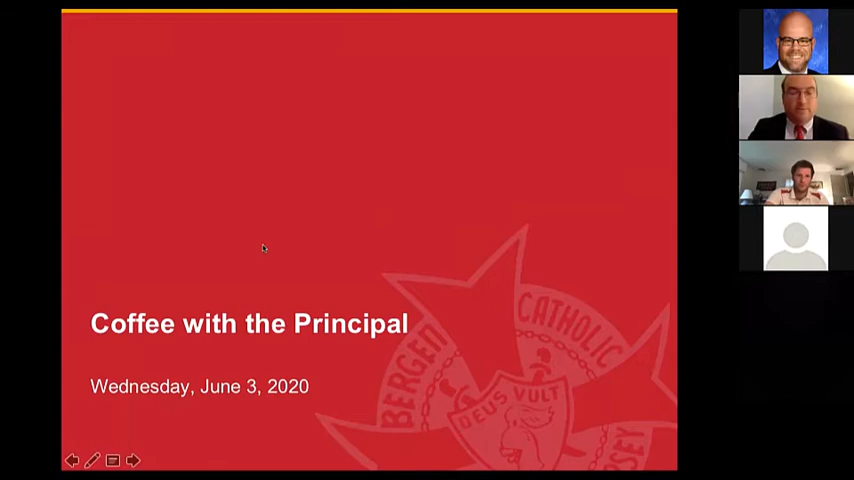 Coffee with the Principal
Wednesday, June 3, 2020
BERGEN CATHOLIC
DEUS VULT